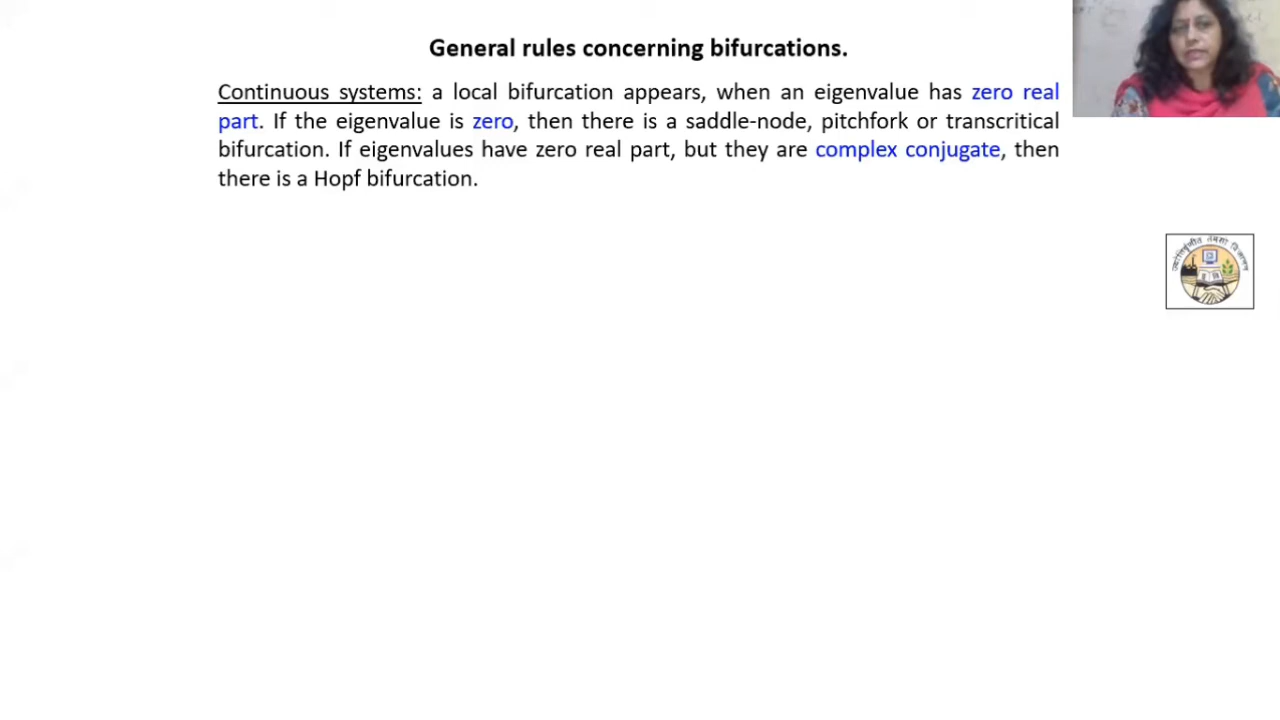 General rules concerning bifurcations.
Continuous systems: a local bifurcation appears, when an eigenvalue has zero real
part. If the eigenvalue is zero, then there is a saddle-node, pitchfork or transcritical
bifurcation. If eigenvalues have zero real part, but they are complex conjugate, then
there is a Hopf bifurcation.